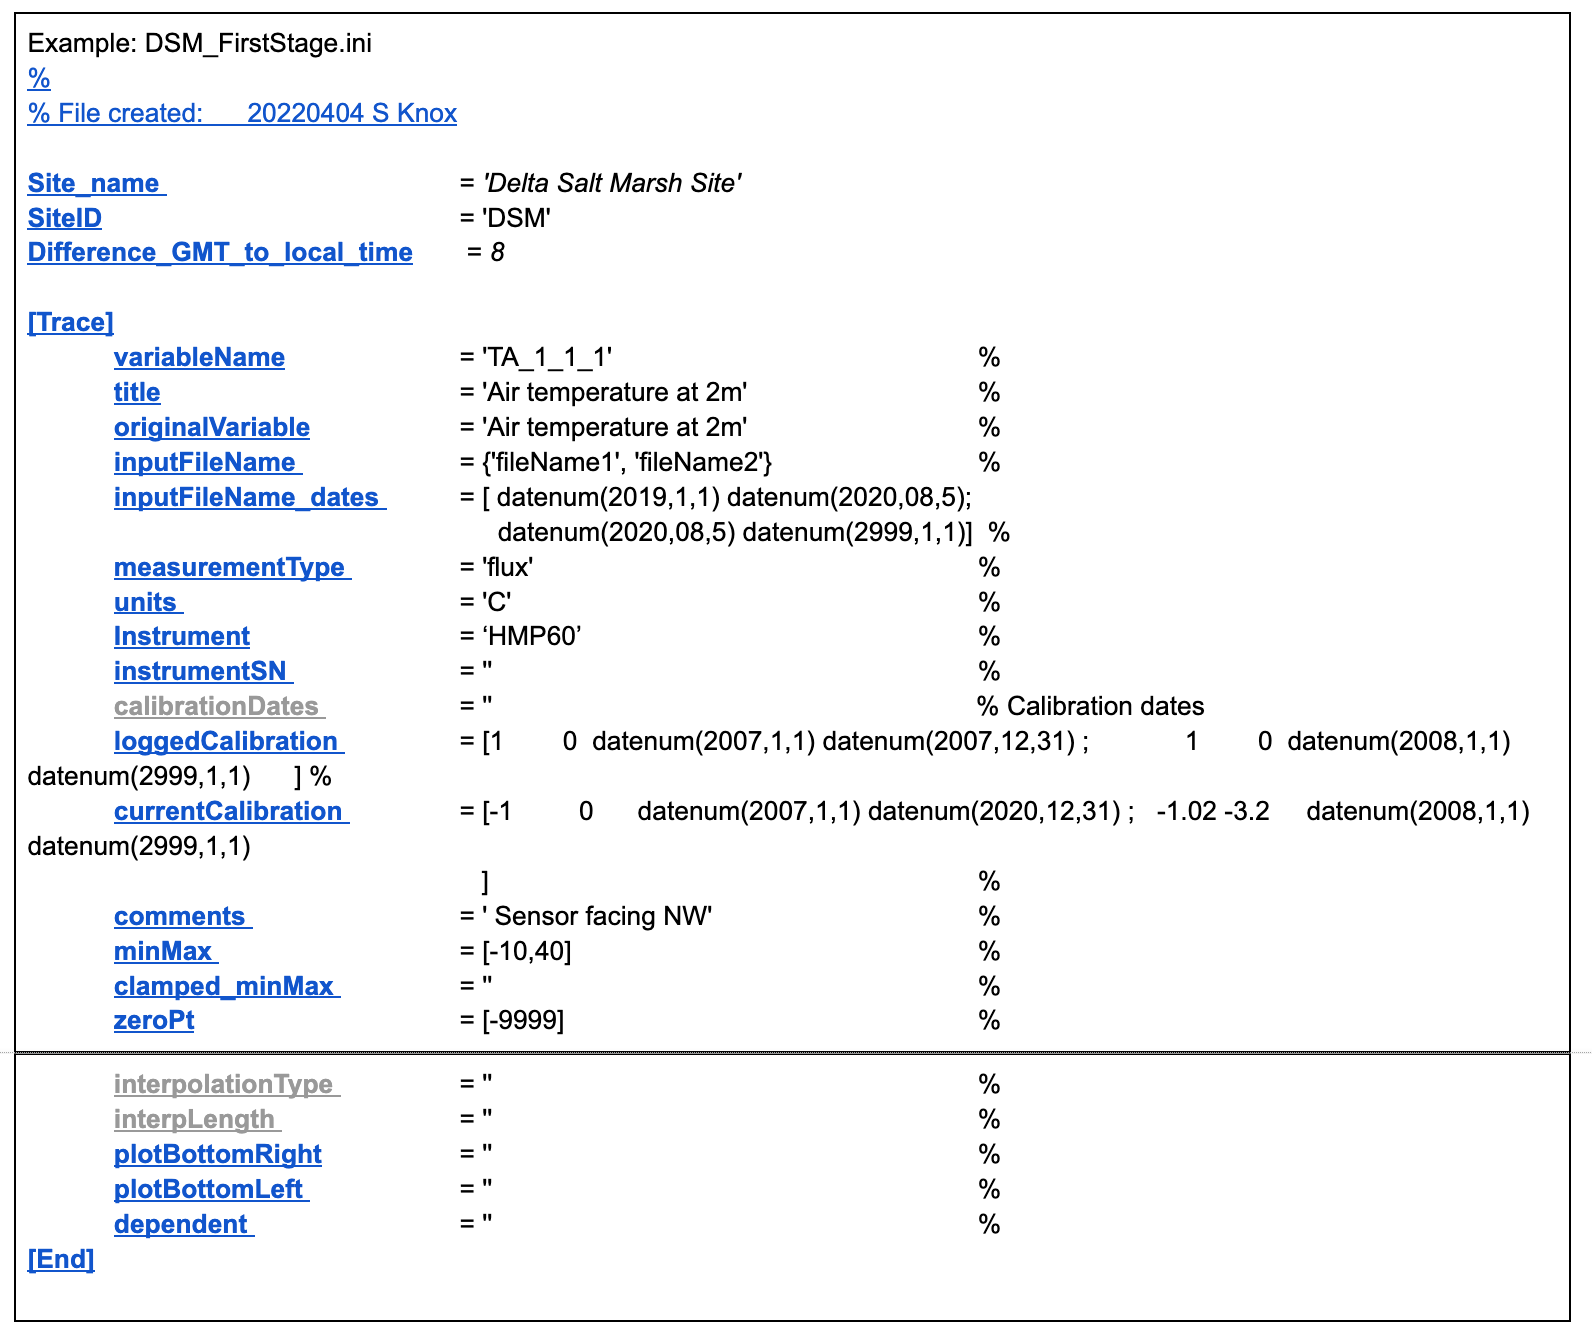 Example: DSM_FirstStage.ini
%
% File created: 20220404 S Knox
Site_name = 'Delta Salt Marsh Site'
SiteID = 'DSM'
Difference_GMT_to_local_time = 8
[Trace]
variableName = 'TA_1_1_1' %
title = 'Air temperature at 2m' %
originalVariable = 'Air temperature at 2m' %
inputFileName = {'fileName1', 'fileName2'} %
inputFileName_dates = [ datenum(2019,1,1) datenum(2020,08,5);
datenum(2020,08,5) datenum(2999,1,1)] %
measurementType = 'flux' %
units = 'C' %
Instrument = ‘HMP60’ %
instrumentSN = '' %
calibrationDates = '' % Calibration dates
loggedCalibration = [1 0 datenum(2007,1,1) datenum(2007,12,31) ; 1 0 datenum(2008,1,1)
datenum(2999,1,1) ] %
currentCalibration = [-1 0 datenum(2007,1,1) datenum(2020,12,31) ; -1.02 -3.2 datenum(2008,1,1)
datenum(2999,1,1)
] %
comments = ' Sensor facing NW' %
minMax = [-10,40] %
clamped_minMax = '' %
zeroPt = [-9999] %
interpolationType = '' %
interpLength = '' %
plotBottomRight = '' %
plotBottomLeft = '' %
dependent = '' %
[End]